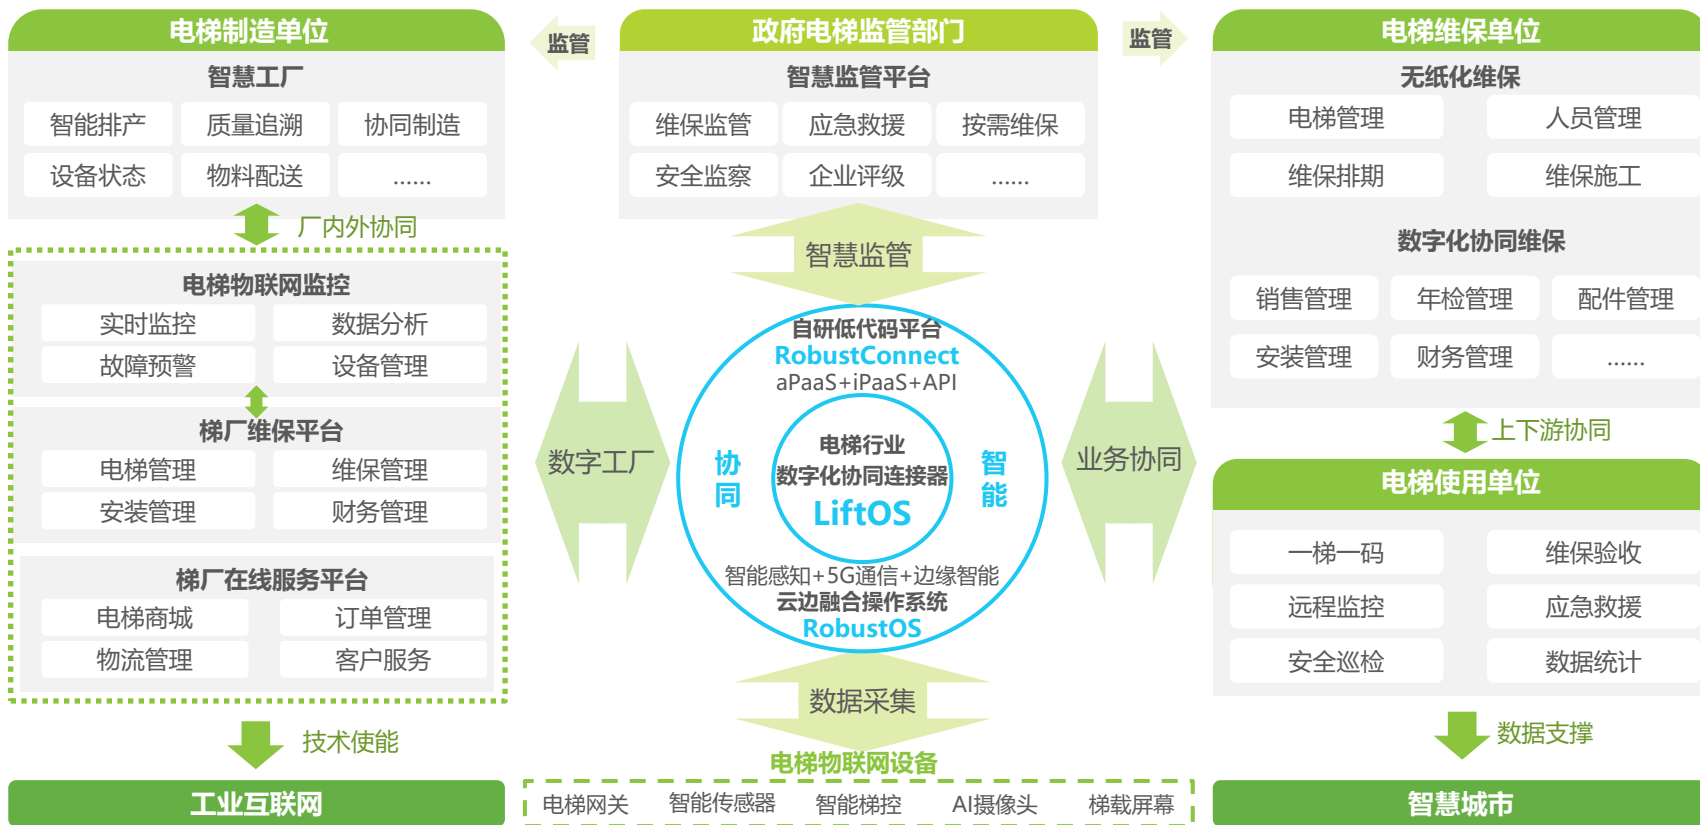 电梯制造单位
智慧工厂
智能排产
质量追溯
协同制造
设备状态
物料配送
......
厂内外协同
电梯物联网监控
实时监控
数据分析
故障预警
设备管理
梯厂维保平台
电梯管理
维保管理
安装管理
财务管理
梯厂在线服务平台
电梯商城
订单管理
物流管理
客户服务
技术使能
工业互联网
监管
政府电梯监管部门
监管
智慧监管平台
维保监管
应急救援
按需维保
安全监察
企业评级
......
智慧监管
自研低代码平台
RobustConnect
aPaaS+iPaaS+API
数字工厂
协
同
电梯行业
数字化协同连接器
LiftOS
智
能
业务协同
智能感知+5G通信+边缘智能
云边融合操作系统
RobustOS
数据采集
电梯物联网设备
电梯网关
智能传感器
智能梯控
AI摄像头
梯载屏幕
电梯维保单位
无纸化维保
电梯管理
人员管理
维保排期
维保施工
数字化协同维保
销售管理
年检管理
配件管理
安装管理
财务管理
......
上下游协同
电梯使用单位
一梯一码
维保验收
远程监控
应急救援
安全巡检
数据统计
数据支撑
智慧城市